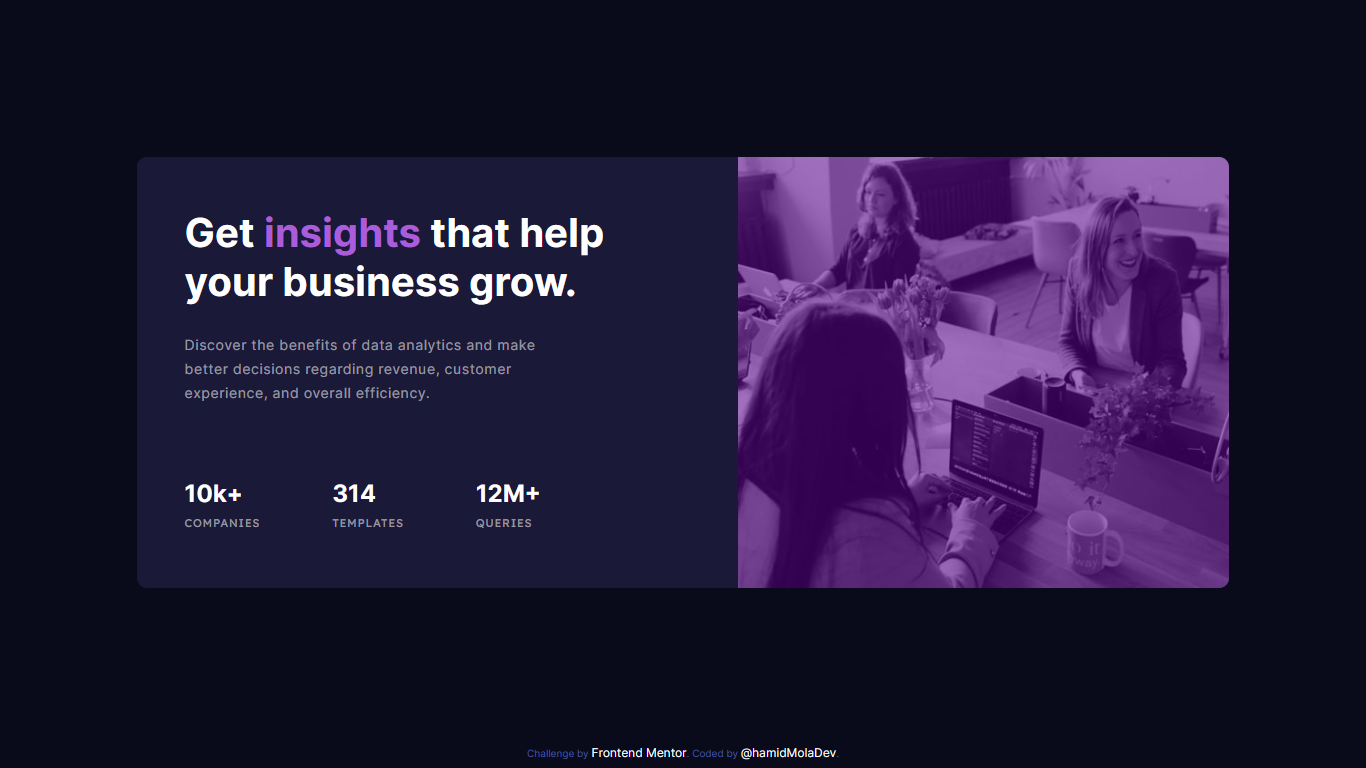 Get insights that help
your business grow.
Discover the benefits of data analytics and make
better decisions regarding revenue, customer
experience, and overall efficiency.
10k+ 314 12M+
COMPANIES TEMPLATES QUERIES
Challenge by Frontend Mentor. Coded by @hamidMolaDev.